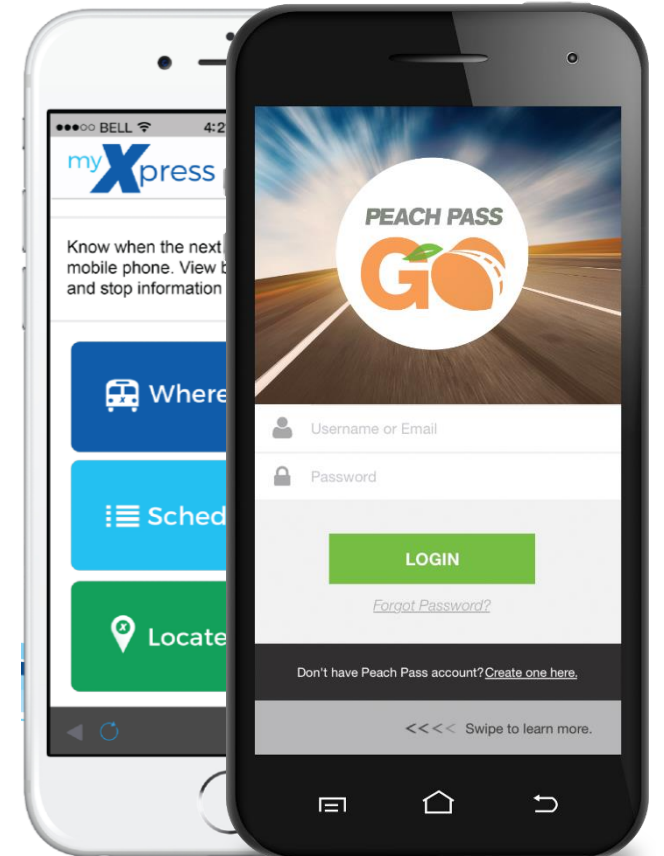 ●●●○○ BELL 4:2
myXpress
Know when the next
mobile phone. View
and stop information
Where
Sched
Locate
PEACH PASS
GO
Username or Email
Password
LOGIN
Forgot Password?
Don't have Peach Pass account? Create one here.
<<<< Swipe to learn more.